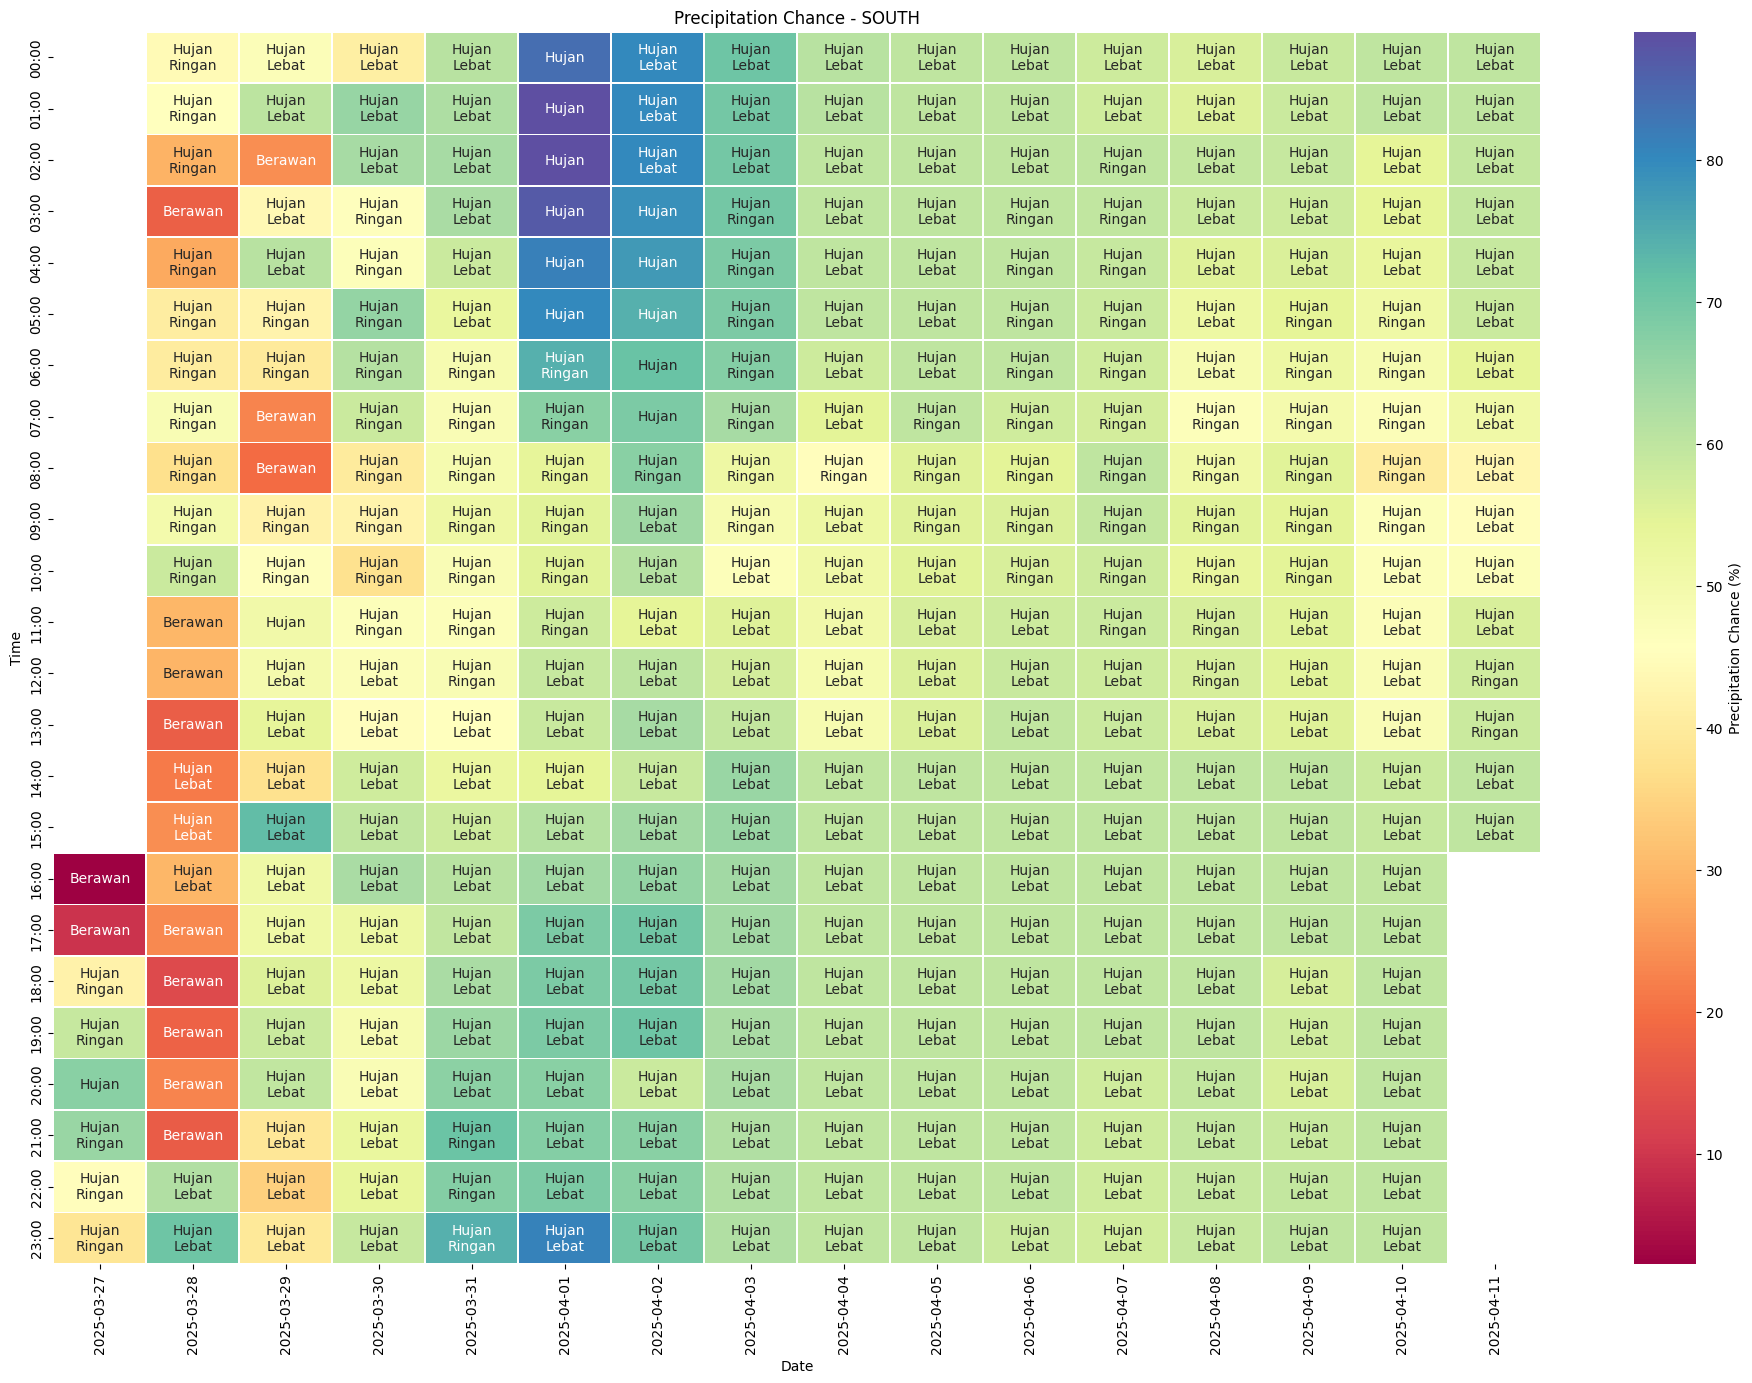 Precipitation Chance - SOUTH
00:00 Hujan Ringan Hujan Lebat Hujan Lebat Hujan Lebat Hujan Hujan Lebat Hujan Lebat Hujan Lebat Hujan Lebat Hujan Lebat Hujan Lebat Hujan Lebat Hujan Lebat Hujan Lebat Hujan Lebat
01:00 Hujan Ringan Hujan Lebat Hujan Lebat Hujan Lebat Hujan Hujan Lebat Hujan Lebat Hujan Lebat Hujan Lebat Hujan Lebat Hujan Lebat Hujan Lebat Hujan Lebat Hujan Lebat Hujan Lebat
02:00 Hujan Ringan Berawan Hujan Lebat Hujan Lebat Hujan Hujan Lebat Hujan Lebat Hujan Lebat Hujan Lebat Hujan Lebat Hujan Ringan Hujan Lebat Hujan Lebat Hujan Lebat Hujan Lebat
03:00 Berawan Hujan Lebat Hujan Ringan Hujan Lebat Hujan Hujan Hujan Ringan Hujan Lebat Hujan Lebat Hujan Ringan Hujan Ringan Hujan Lebat Hujan Lebat Hujan Lebat Hujan Lebat
04:00 Hujan Ringan Hujan Lebat Hujan Ringan Hujan Lebat Hujan Hujan Hujan Ringan Hujan Lebat Hujan Lebat Hujan Ringan Hujan Ringan Hujan Lebat Hujan Lebat Hujan Lebat Hujan Lebat
05:00 Hujan Ringan Hujan Ringan Hujan Ringan Hujan Lebat Hujan Hujan Hujan Ringan Hujan Lebat Hujan Lebat Hujan Ringan Hujan Ringan Hujan Lebat Hujan Ringan Hujan Ringan Hujan Lebat
06:00 Hujan Ringan Hujan Ringan Hujan Ringan Hujan Ringan Hujan Ringan Hujan Hujan Ringan Hujan Lebat Hujan Lebat Hujan Ringan Hujan Ringan Hujan Lebat Hujan Ringan Hujan Ringan Hujan Lebat
07:00 Hujan Ringan Berawan Hujan Ringan Hujan Ringan Hujan Ringan Hujan Hujan Ringan Hujan Lebat Hujan Ringan Hujan Ringan Hujan Ringan Hujan Ringan Hujan Ringan Hujan Ringan Hujan Lebat
08:00 Hujan Ringan Berawan Hujan Ringan Hujan Ringan Hujan Ringan Hujan Ringan Hujan Ringan Hujan Ringan Hujan Ringan Hujan Ringan Hujan Ringan Hujan Ringan Hujan Ringan Hujan Ringan Hujan Lebat
09:00 Hujan Ringan Hujan Ringan Hujan Ringan Hujan Ringan Hujan Ringan Hujan Lebat Hujan Ringan Hujan Lebat Hujan Ringan Hujan Ringan Hujan Ringan Hujan Ringan Hujan Ringan Hujan Ringan Hujan Lebat
10:00 Hujan Ringan Hujan Ringan Hujan Ringan Hujan Ringan Hujan Ringan Hujan Lebat Hujan Lebat Hujan Lebat Hujan Lebat Hujan Ringan Hujan Ringan Hujan Ringan Hujan Ringan Hujan Lebat Hujan Lebat
11:00 Berawan Hujan Hujan Ringan Hujan Ringan Hujan Ringan Hujan Lebat Hujan Lebat Hujan Lebat Hujan Lebat Hujan Lebat Hujan Ringan Hujan Ringan Hujan Lebat Hujan Lebat Hujan Lebat
12:00 Berawan Hujan Lebat Hujan Lebat Hujan Ringan Hujan Lebat Hujan Lebat Hujan Lebat Hujan Lebat Hujan Lebat Hujan Lebat Hujan Lebat Hujan Ringan Hujan Lebat Hujan Lebat Hujan Ringan
13:00 Berawan Hujan Lebat Hujan Lebat Hujan Lebat Hujan Lebat Hujan Lebat Hujan Lebat Hujan Lebat Hujan Lebat Hujan Lebat Hujan Lebat Hujan Lebat Hujan Lebat Hujan Lebat Hujan Ringan
14:00 Hujan Lebat Hujan Lebat Hujan Lebat Hujan Lebat Hujan Lebat Hujan Lebat Hujan Lebat Hujan Lebat Hujan Lebat Hujan Lebat Hujan Lebat Hujan Lebat Hujan Lebat Hujan Lebat Hujan Lebat
15:00 Hujan Lebat Hujan Lebat Hujan Lebat Hujan Lebat Hujan Lebat Hujan Lebat Hujan Lebat Hujan Lebat Hujan Lebat Hujan Lebat Hujan Lebat Hujan Lebat Hujan Lebat Hujan Lebat Hujan Lebat
16:00 Berawan Hujan Lebat Hujan Lebat Hujan Lebat Hujan Lebat Hujan Lebat Hujan Lebat Hujan Lebat Hujan Lebat Hujan Lebat Hujan Lebat Hujan Lebat Hujan Lebat Hujan Lebat Hujan Lebat
17:00 Berawan Berawan Hujan Lebat Hujan Lebat Hujan Lebat Hujan Lebat Hujan Lebat Hujan Lebat Hujan Lebat Hujan Lebat Hujan Lebat Hujan Lebat Hujan Lebat Hujan Lebat Hujan Lebat
18:00 Hujan Ringan Berawan Hujan Lebat Hujan Lebat Hujan Lebat Hujan Lebat Hujan Lebat Hujan Lebat Hujan Lebat Hujan Lebat Hujan Lebat Hujan Lebat Hujan Lebat Hujan Lebat Hujan Lebat
19:00 Hujan Ringan Berawan Hujan Lebat Hujan Lebat Hujan Lebat Hujan Lebat Hujan Lebat Hujan Lebat Hujan Lebat Hujan Lebat Hujan Lebat Hujan Lebat Hujan Lebat Hujan Lebat Hujan Lebat
20:00 Hujan Berawan Hujan Lebat Hujan Lebat Hujan Lebat Hujan Lebat Hujan Lebat Hujan Lebat Hujan Lebat Hujan Lebat Hujan Lebat Hujan Lebat Hujan Lebat Hujan Lebat Hujan Lebat
21:00 Hujan Ringan Berawan Hujan Lebat Hujan Lebat Hujan Ringan Hujan Lebat Hujan Lebat Hujan Lebat Hujan Lebat Hujan Lebat Hujan Lebat Hujan Lebat Hujan Lebat Hujan Lebat Hujan Lebat
22:00 Hujan Ringan Hujan Lebat Hujan Lebat Hujan Lebat Hujan Ringan Hujan Lebat Hujan Lebat Hujan Lebat Hujan Lebat Hujan Lebat Hujan Lebat Hujan Lebat Hujan Lebat Hujan Lebat Hujan Lebat
23:00 Hujan Ringan Hujan Lebat Hujan Lebat Hujan Lebat Hujan Ringan Hujan Lebat Hujan Lebat Hujan Lebat Hujan Lebat Hujan Lebat Hujan Lebat Hujan Lebat Hujan Lebat Hujan Lebat Hujan Lebat
Time
2025-03-27 2025-03-28 2025-03-29 2025-03-30 2025-03-31 2025-04-01 2025-04-02 2025-04-03 2025-04-04 2025-04-05 2025-04-06 2025-04-07 2025-04-08 2025-04-09 2025-04-10 2025-04-11
Date
80
70
60
50
40
30
20
10
Precipitation Chance (%)